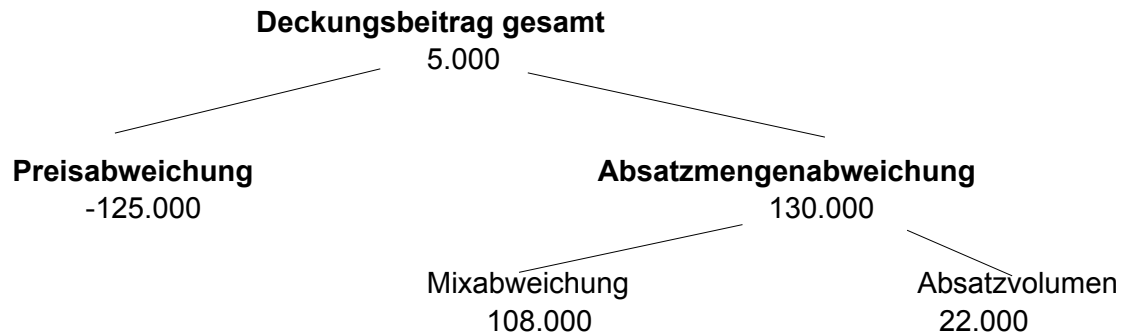 Deckungsbeitrag gesamt
5.000
Preisabweichung
-125.000
Absatzmengenabweichung
130.000
Mixabweichung
108.000
Absatzvolumen
22.000